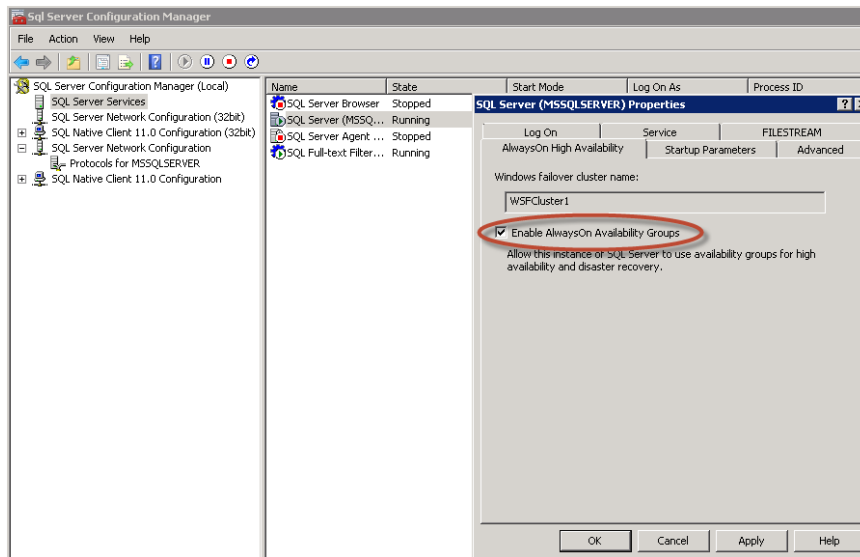 Sql Server Configuration Manager
File Action View Help
SQL Server Configuration Manager (Local)
SQL Server Services
SQL Server Network Configuration (32bit)
SQL Native Client 11.0 Configuration (32bit)
SQL Server Network Configuration
Protocols for MSSQLSERVER
SQL Native Client 11.0 Configuration
Name State Start Mode Log On As Process ID
SQL Server Browser Stopped
SQL Server (MSSQ... Running
SQL Server Agent ... Stopped
SQL Full-text Filter... Running
SQL Server (MSSQLSERVER) Properties
Log On Service FILESTREAM
AlwaysOn High Availability Startup Parameters Advanced
Windows failover cluster name:
WSFCluster1
Enable AlwaysOn Availability Groups
Allow this instance of SQL Server to use availability groups for high
availability and disaster recovery.
OK Cancel Apply Help